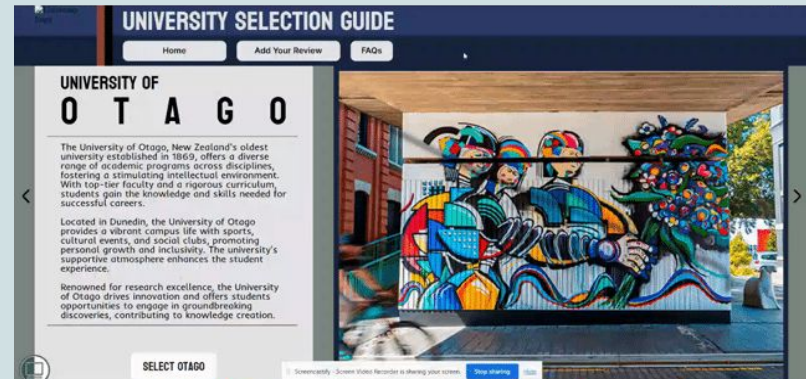 UNIVERSITY SELECTION GUIDE
Home
Add Your Review
FAQs
UNIVERSITY OF
OTAGO
The University of Otago, New Zealand's oldest
university established in 1869, offers a diverse
range of academic programs across disciplines,
fostering a stimulating intellectual environment.
With top-tier faculty and a rigorous curriculum,
students gain the knowledge and skills needed for
successful careers.
Located in Dunedin, the University of Otago
provides a vibrant campus life with sports,
cultural events, and social clubs, promoting
personal growth and inclusivity. The university's
supportive atmosphere enhances the student
experience.
Renowned for research excellence, the University
of Otago drives innovation and offers students
opportunities to engage in groundbreaking
discoveries, contributing to knowledge creation.
SELECT OTAGO
Screencastify - Screen Video Recorder is sharing your screen.
Stop sharing
Hide